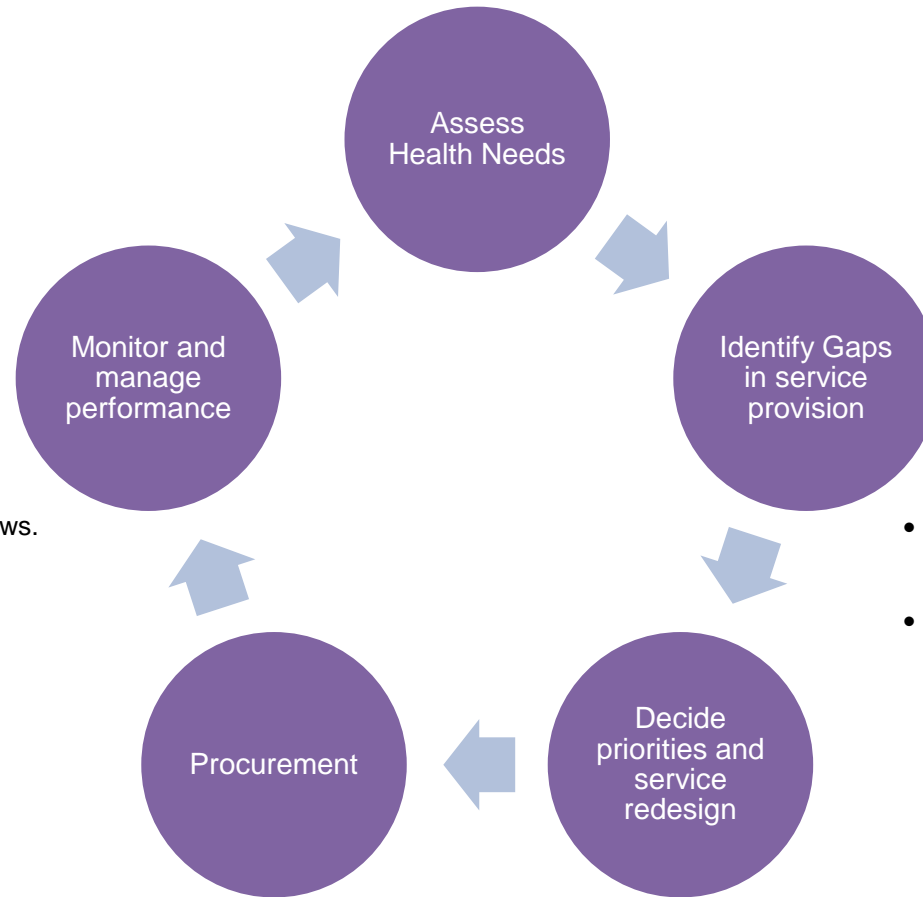 Assess
Health Needs
Identify Gaps
in service
provision
Decide
priorities and
service
redesign
Procurement
Monitor and
manage
performance
ws.
•
•